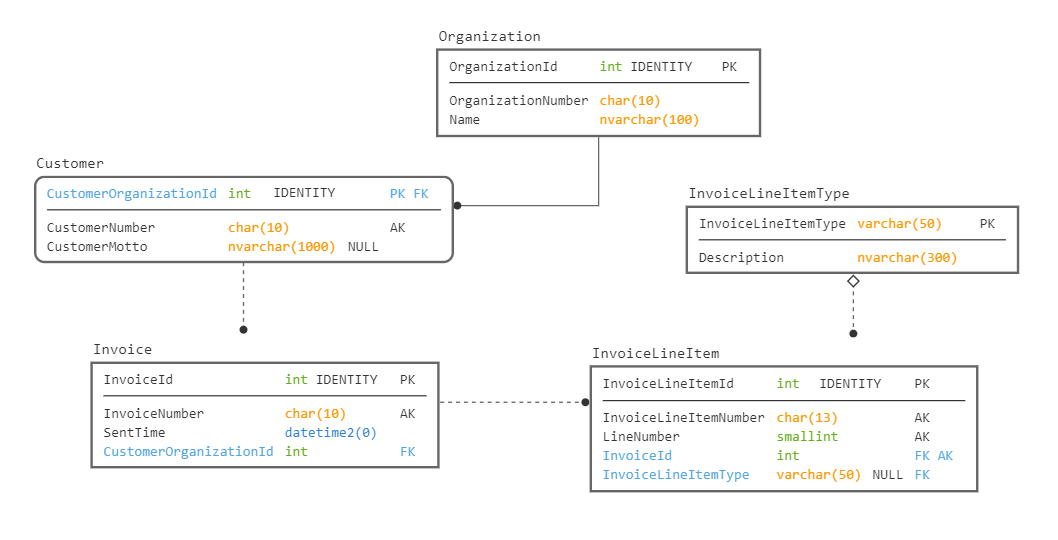 Organization
OrganizationId int IDENTITY PK
OrganizationNumber char(10)
Name nvarchar(100)
Customer
CustomerOrganizationId int IDENTITY PK FK
CustomerNumber char(10) AK
CustomerMotto nvarchar(1000) NULL
InvoiceLineItemType
InvoiceLineItemType varchar(50) PK
Description nvarchar(300)
Invoice
InvoiceId int IDENTITY PK
InvoiceNumber char(10) AK
SentTime datetime2(0)
CustomerOrganizationId int FK
InvoiceLineItem
InvoiceLineItemId int IDENTITY PK
InvoiceLineItemNumber char(13) AK
LineNumber smallint AK
InvoiceId int FK AK
InvoiceLineItemType varchar(50) NULL FK